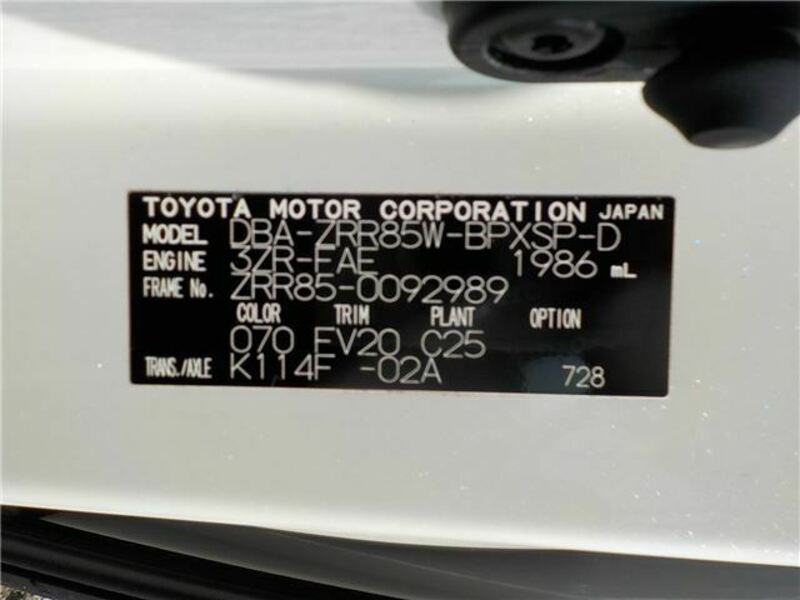 TOYOTA MOTOR CORPORATION JAPAN
MODEL DBA-ZRR85W-BPXSP-D
ENGINE 3ZR-FAE 1986 mL
FRAME No. ZRR85-0092989
COLOR TRIM PLANT OPTION
070 FV20 C25
TRANS./AXLE K114F -02A 728